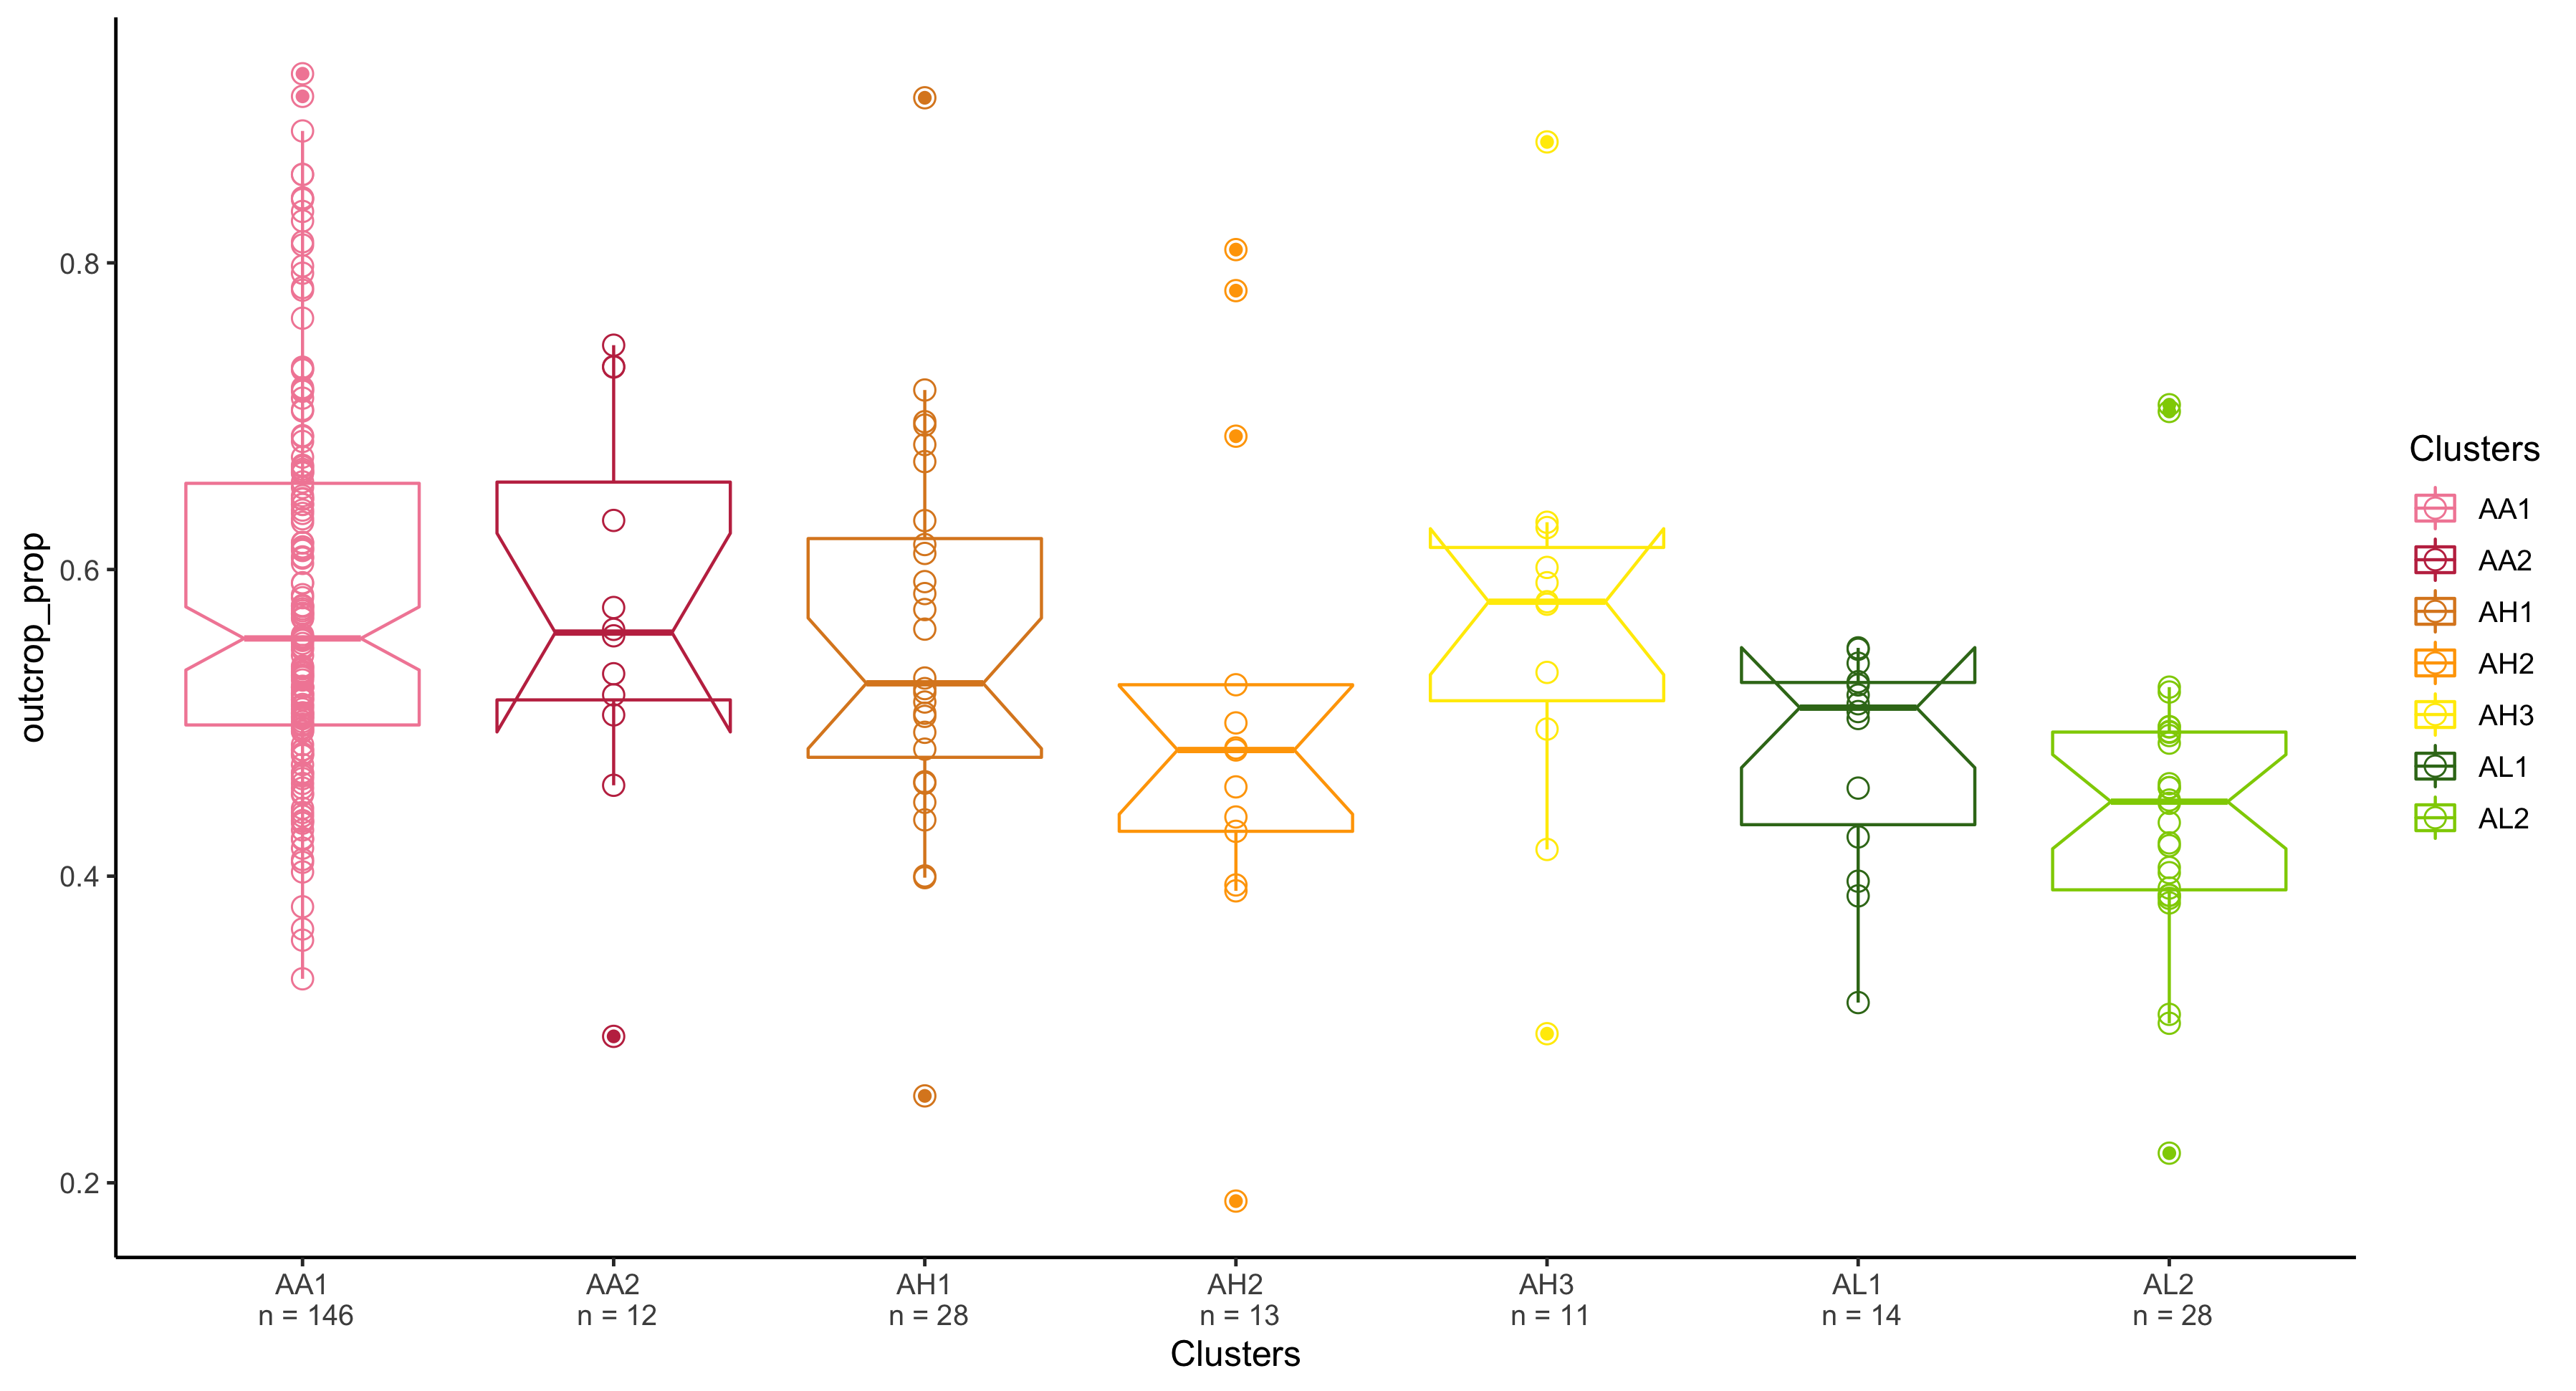 outcrop_prop
0.8
0.6
0.4
0.2
AA1
n = 146
AA2
n = 12
AH1
n = 28
AH2
n = 13
AH3
n = 11
AL1
n = 14
AL2
n = 28
Clusters
Clusters
AA1
AA2
AH1
AH2
AH3
AL1
AL2